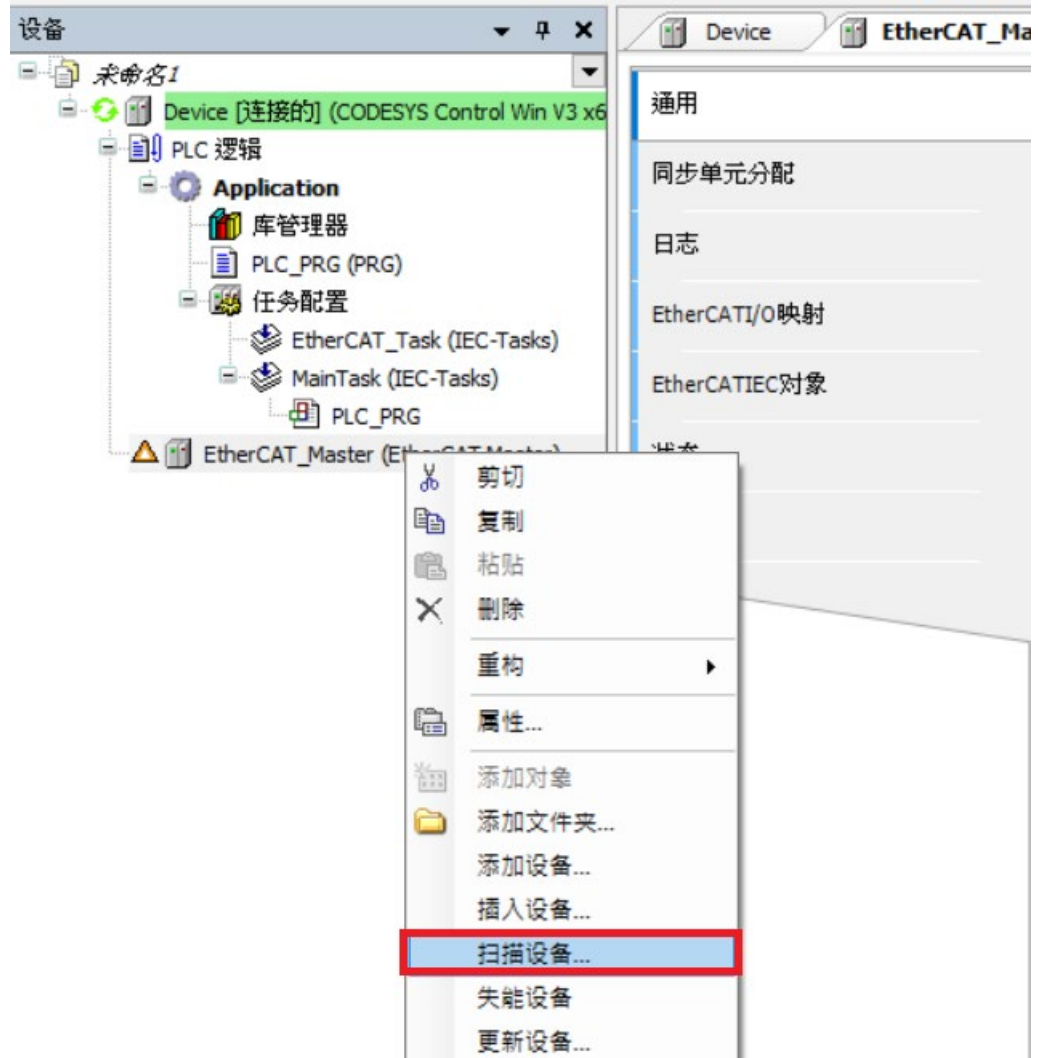 设备
Device
EtherCAT_Ma
未命名1
Device [连接的] (CODESYS Control Win V3 x6
PLC 逻辑
Application
库管理器
PLC_PRG (PRG)
任务配置
EtherCAT_Task (IEC-Tasks)
MainTask (IEC-Tasks)
PLC_PRG
EtherCAT_Master (EtherCAT Master)
通用
同步单元分配
日志
EtherCATI/O映射
EtherCATIEC对象
状态
剪切
复制
粘贴
删除
重构
属性...
添加对象
添加文件夹...
添加设备...
插入设备...
扫描设备...
失能设备
更新设备...